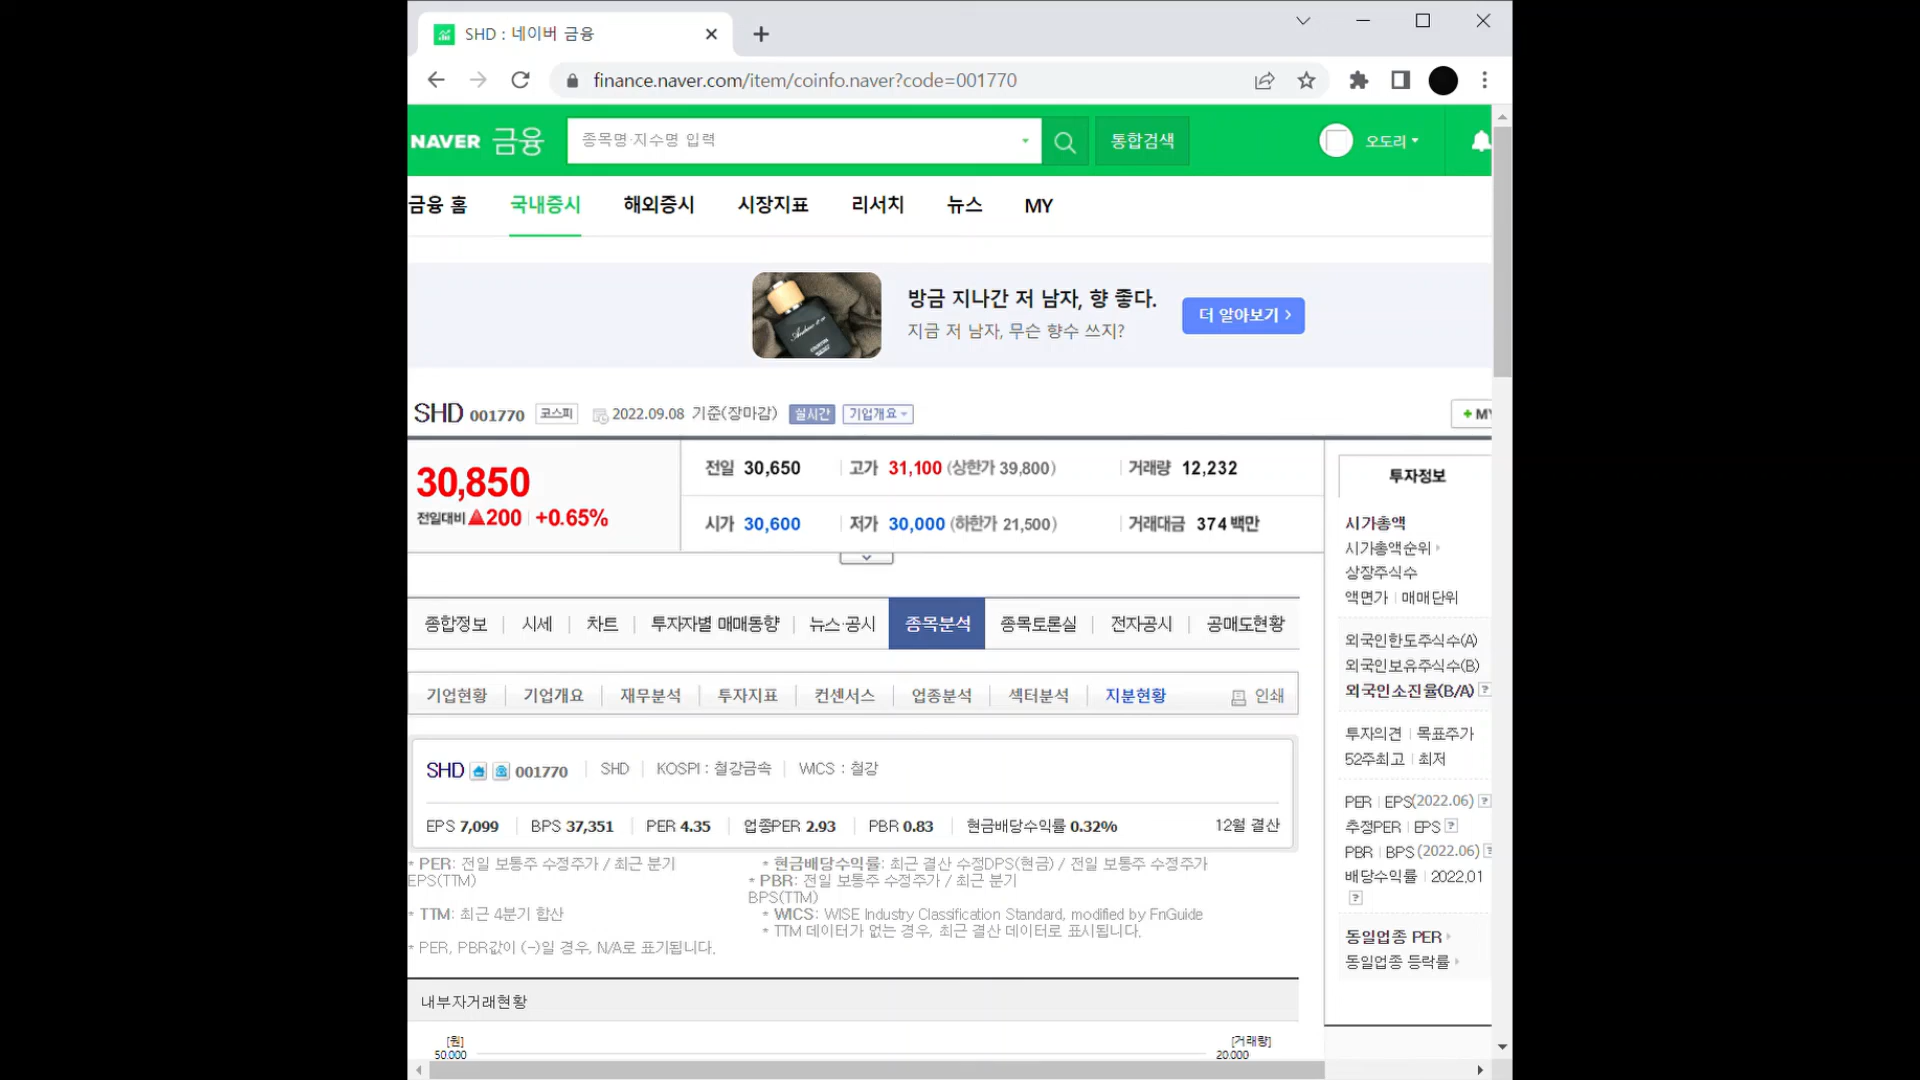 SHD : 네이버 금융
finance.naver.com/item/coinfo.naver?code=001770
NAVER 금융
종목명·지수명 입력
통합검색
오도리
금융 홈 국내증시 해외증시 시장지표 리서치 뉴스 MY
방금 지나간 저 남자, 향 좋다.
지금 저 남자, 무슨 향수 쓰지?
더 알아보기 >
SHD 001770 코스피 2022.09.08 기준(장마감) 실시간 기업개요
+ MY
30,850
전일대비 ▲200 +0.65%
전일 30,650 고가 31,100 (상한가 39,800) 거래량 12,232
시가 30,600 저가 30,000 (하한가 21,500) 거래대금 374 백만
종합정보 시세 차트 투자자별 매매동향 뉴스·공시 종목분석 종목토론실 전자공시 공매도현황
기업현황 기업개요 재무분석 투자지표 컨센서스 업종분석 섹터분석 지분현황 인쇄
SHD 001770 SHD KOSPI : 철강금속 WICS : 철강
EPS 7,099 BPS 37,351 PER 4.35 업종PER 2.93 PBR 0.83 현금배당수익률 0.32% 12월 결산
* PER: 전일 보통주 수정주가 / 최근 분기
EPS(TTM)
* TTM: 최근 4분기 합산
* PER, PBR값이 (-)일 경우, N/A로 표기됩니다.
* 현금배당수익률: 최근 결산 수정DPS(현금) / 전일 보통주 수정주가
* PBR: 전일 보통주 수정주가 / 최근 분기
BPS(TTM)
* WICS: WISE Industry Classification Standard, modified by FnGuide
* TTM 데이터가 없는 경우, 최근 결산 데이터로 표시됩니다.
내부자거래현황
[원] [거래량]
50,000 20,000
투자정보
시가총액
시가총액순위
상장주식수
액면가 | 매매단위
외국인한도주식수(A)
외국인보유주식수(B)
외국인소진율(B/A) ?
투자의견 | 목표주가
52주최고 | 최저
PER | EPS(2022.06) ?
추정PER | EPS ?
PBR | BPS (2022.06) ?
배당수익률 | 2022.01
?
동일업종 PER
동일업종 등락률